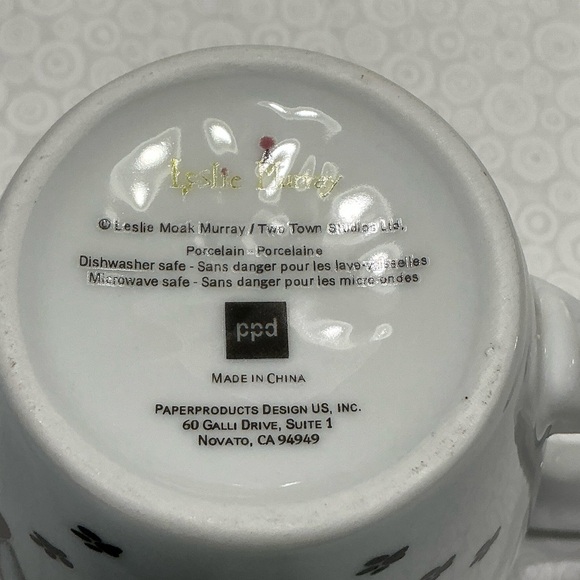 Leslie Murray
© Leslie Moak Murray / Two Town Studios Ltd.
Porcelain - Porcelaine
Dishwasher safe - Sans danger pour les lave-vaisselles
Microwave safe - Sans danger pour les micro-ondes
ppd
MADE IN CHINA
PAPERPRODUCTS DESIGN US, INC.
60 GALLI DRIVE, SUITE 1
NOVATO, CA 94949